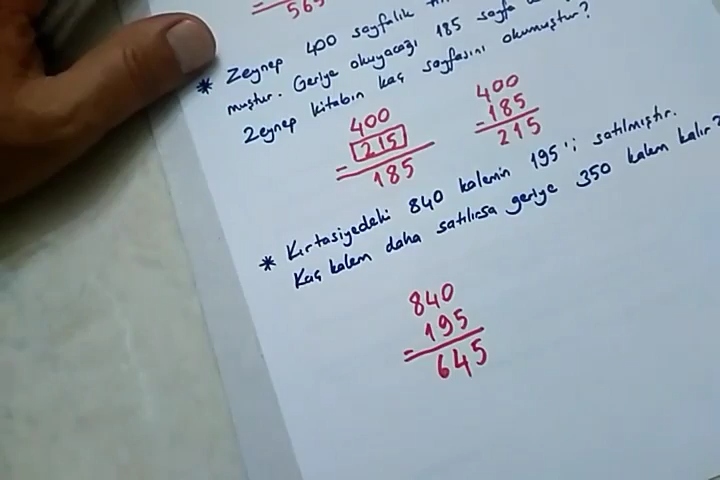 565
* Zeynep 400 sayfalık
muştur. Geriye okuyacağı 185 sayfa
Zeynep kitabın kaç sayfasını okumuştur?
400
- 215
185
400
- 185
215
* Kırtasiyedeki 840 kalemin 195'i satılmıştır.
Kaç kalem daha satılırsa geriye 350 kalem kalır?
840
195
-
645